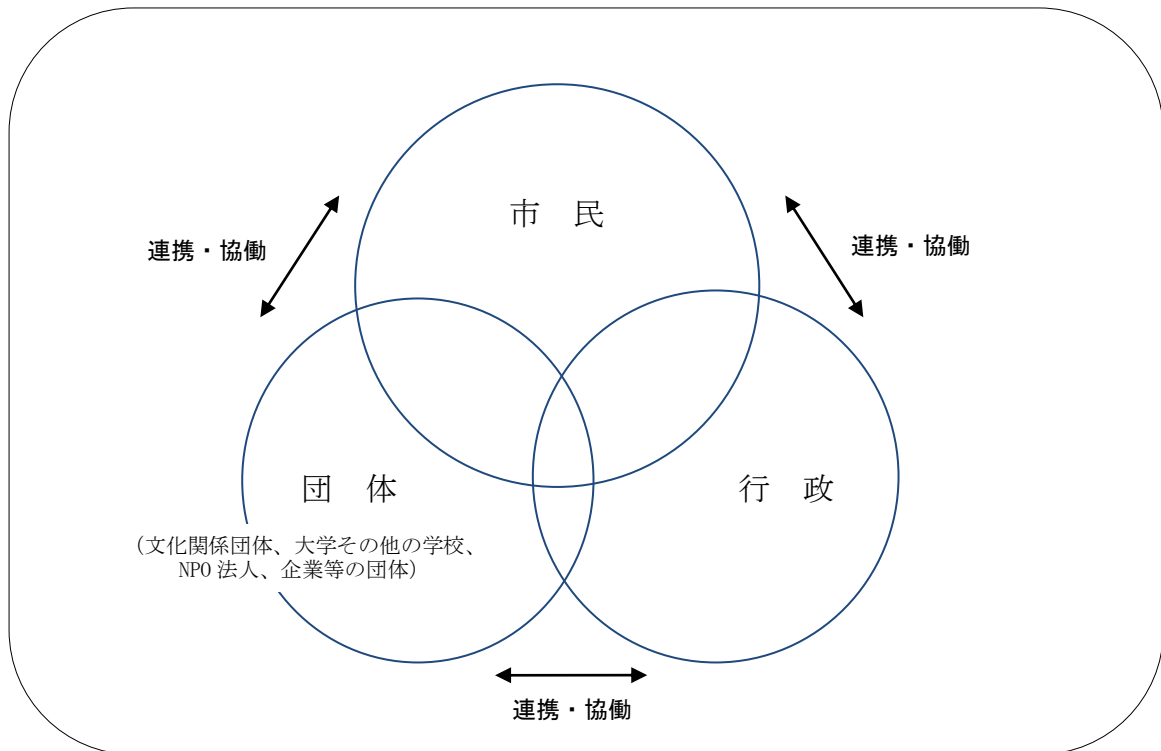 市　民
連携・協働
連携・協働
団　体
行　政
（文化関係団体、大学その他の学校、
NPO 法人、企業等の団体）
連携・協働